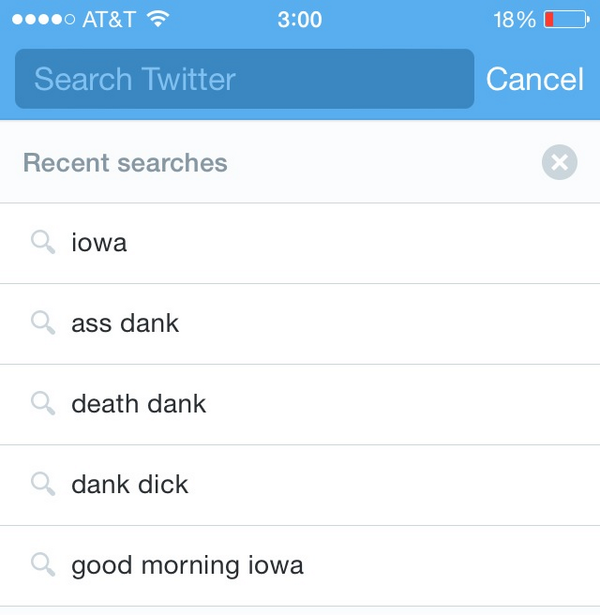 AT&T 3:00 18%
Search Twitter Cancel
Recent searches
iowa
ass dank
death dank
dank dick
good morning iowa